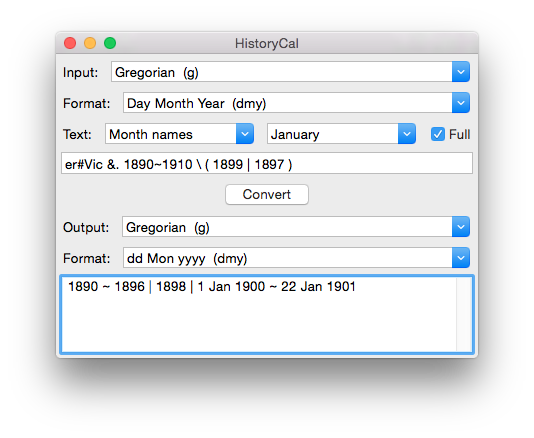 HistoryCal
Input: Gregorian (g)
Format: Day Month Year (dmy)
Text: Month names January Full
er#Vic &. 1890~1910 \ ( 1899 | 1897 )
Convert
Output: Gregorian (g)
Format: dd Mon yyyy (dmy)
1890 ~ 1896 | 1898 | 1 Jan 1900 ~ 22 Jan 1901